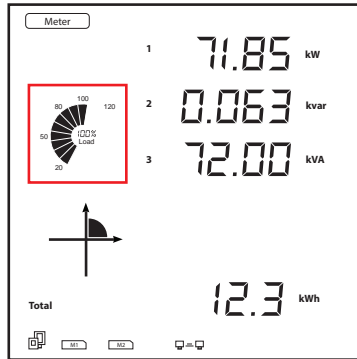 Meter
1 71.85 kW
100
80 120
2 0.063 kvar
50 100%
Load
3 72.00 kVA
20
Total 12.3 kWh
M1 M2